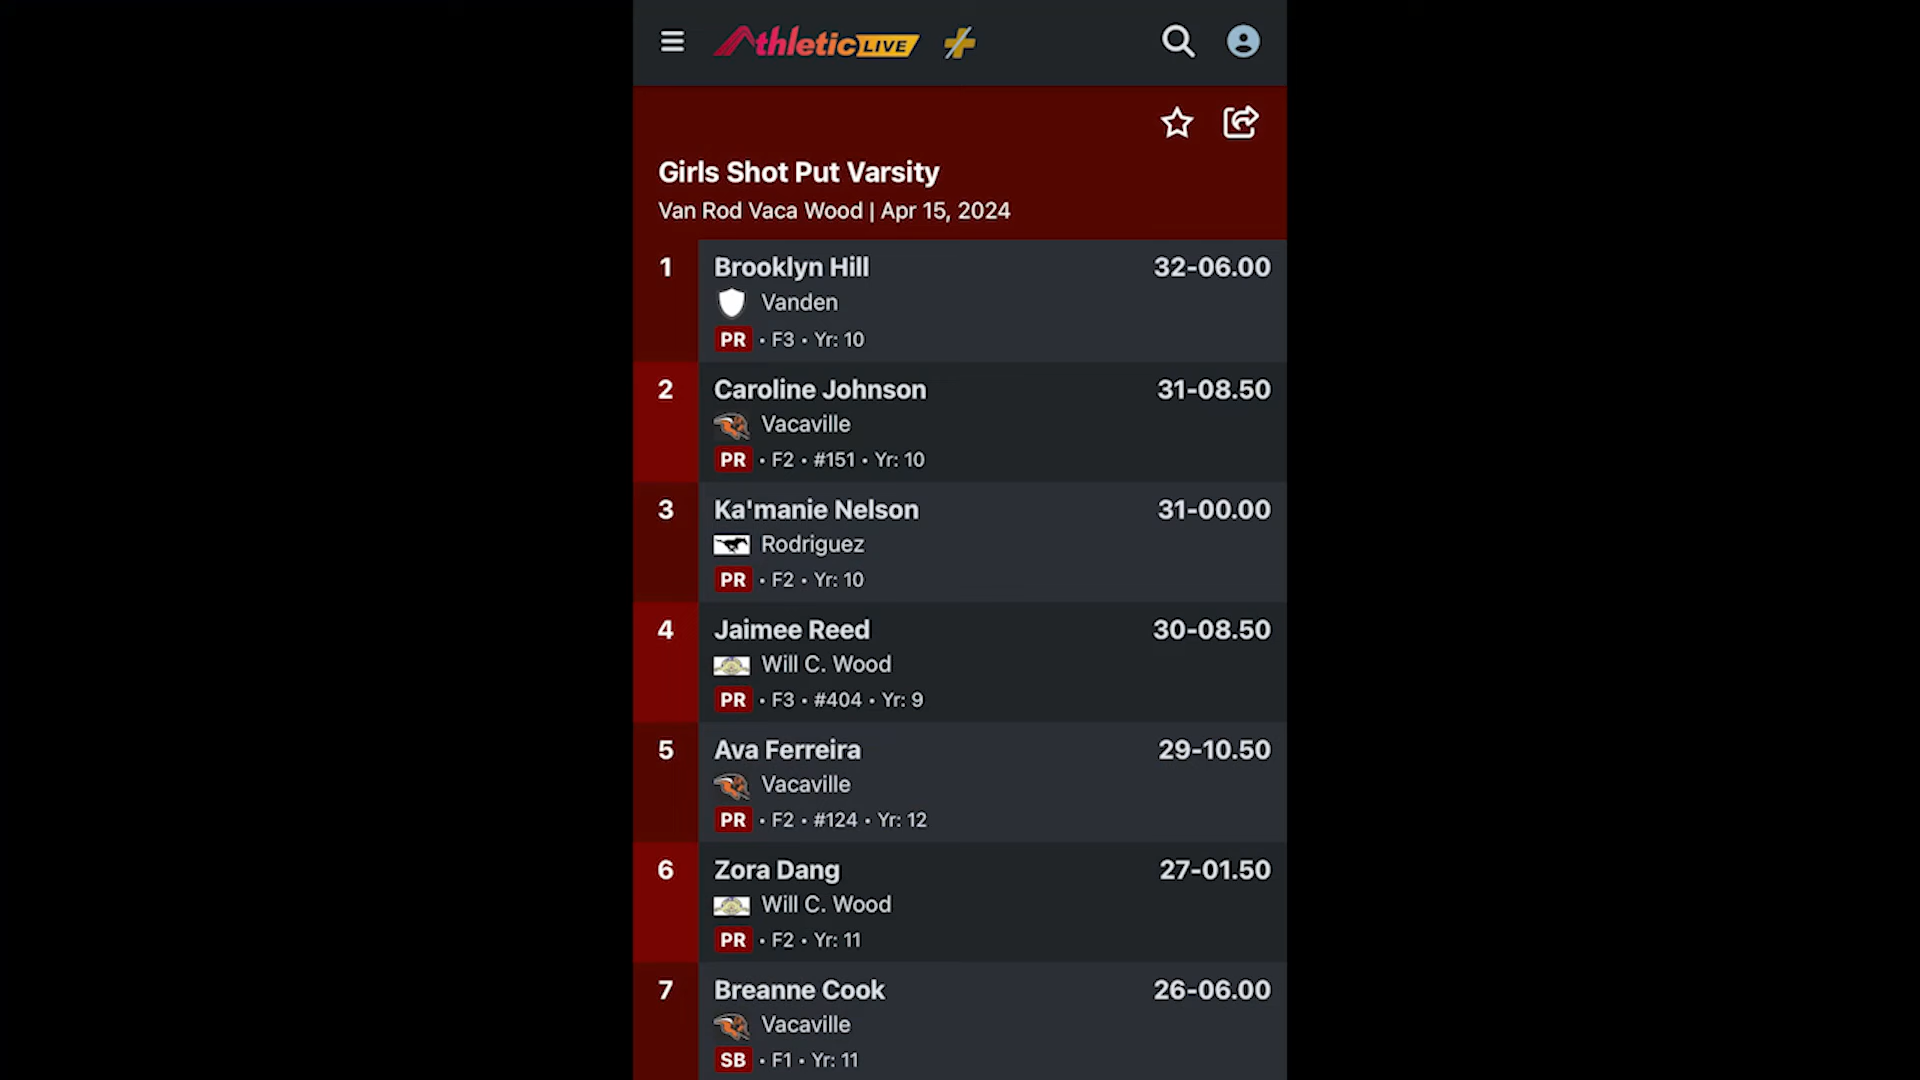 AthleticLIVE
Girls Shot Put Varsity
Van Rod Vaca Wood | Apr 15, 2024
1 Brooklyn Hill 32-06.00
Vanden
PR • F3 • Yr: 10
2 Caroline Johnson 31-08.50
Vacaville
PR • F2 • #151 • Yr: 10
3 Ka'manie Nelson 31-00.00
Rodriguez
PR • F2 • Yr: 10
4 Jaimee Reed 30-08.50
Will C. Wood
PR • F3 • #404 • Yr: 9
5 Ava Ferreira 29-10.50
Vacaville
PR • F2 • #124 • Yr: 12
6 Zora Dang 27-01.50
Will C. Wood
PR • F2 • Yr: 11
7 Breanne Cook 26-06.00
Vacaville
SB • F1 • Yr: 11